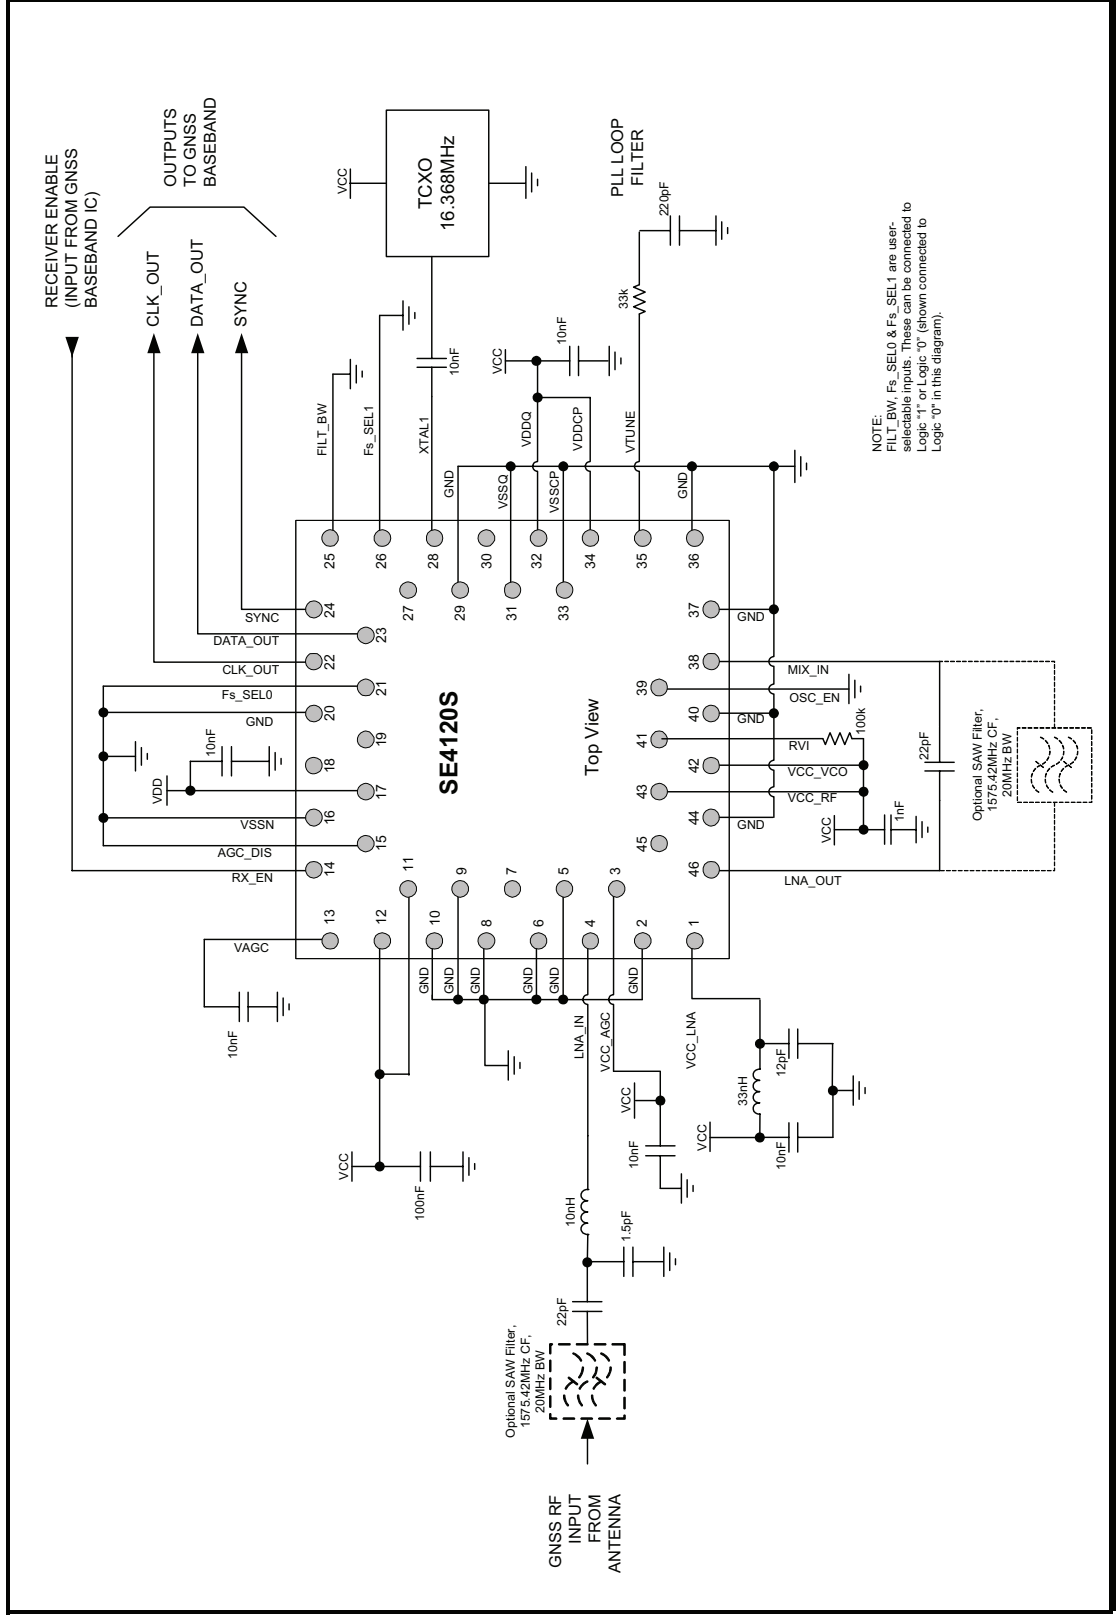 RECEIVER ENABLE
(INPUT FROM GNSS
BASEBAND IC)
OUTPUTS
TO GNSS
BASEBAND
CLK_OUT
DATA_OUT
SYNC
VCC
TCXO
16.368MHz
PLL LOOP
FILTER
220pF
33k
VCC
10nF
10nF
FILT_BW
Fs_SEL1
XTAL1
GND
VSSQ
VDDQ
VSSCP
VDDCP
VTUNE
GND
NOTE:
FILT_BW, Fs_SEL0 & Fs_SEL1 are user-
selectable inputs. These can be connected to
Logic "1" or Logic "0" (shown connected to
Logic "0" in this diagram).
25
26
28
30
32
34
35
36
27
29
31
33
SYNC
24
DATA_OUT
23
CLK_OUT
22
Fs_SEL0
21
GND
20
10nF
19
18
VDD
17
VSSN
16
AGC_DIS
15
RX_EN
14
SE4120S
Top View
37
GND
38
MIX_IN
39
OSC_EN
40
GND
41
RVI
100k
42
VCC_VCO
43
VCC_RF
44
GND
45
46
LNA_OUT
VCC
1nF
22pF
Optional SAW Filter,
1575.42MHz CF,
20MHz BW
11
9
7
5
3
13
12
10
8
6
4
2
1
VAGC
10nF
GND
GND
GND
GND
GND
GND
LNA_IN
VCC_AGC
VCC_LNA
VCC
100nF
VCC
10nF
33nH
12pF
VCC
10nF
10nH
1.5pF
22pF
Optional SAW Filter,
1575.42MHz CF,
20MHz BW
GNSS RF
INPUT
FROM
ANTENNA